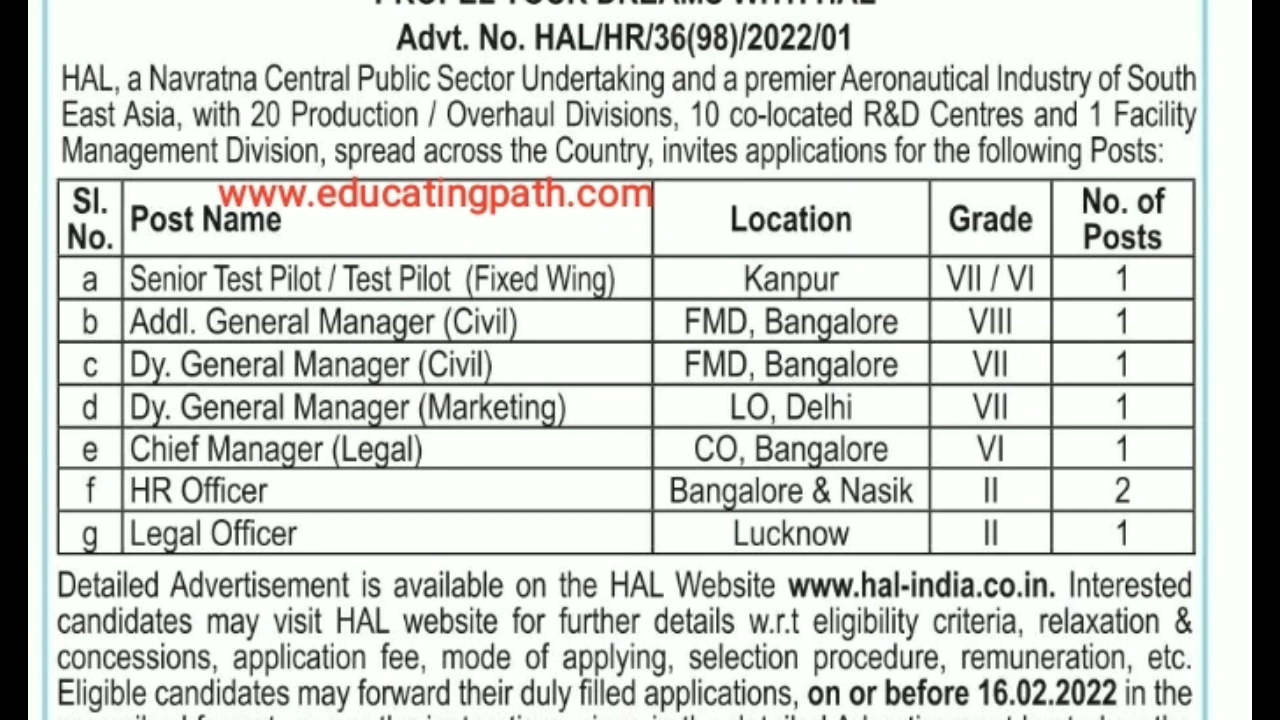 PROPEL YOUR DREAMS WITH HAL
Advt. No. HAL/HR/36(98)/2022/01
HAL, a Navratna Central Public Sector Undertaking and a premier Aeronautical Industry of South
East Asia, with 20 Production / Overhaul Divisions, 10 co-located R&D Centres and 1 Facility
Management Division, spread across the Country, invites applications for the following Posts:
www.educatingpath.com
Sl. No. Post Name Location Grade No. of Posts
a Senior Test Pilot / Test Pilot (Fixed Wing) Kanpur VII / VI 1
b Addl. General Manager (Civil) FMD, Bangalore VIII 1
c Dy. General Manager (Civil) FMD, Bangalore VII 1
d Dy. General Manager (Marketing) LO, Delhi VII 1
e Chief Manager (Legal) CO, Bangalore VI 1
f HR Officer Bangalore & Nasik II 2
g Legal Officer Lucknow II 1
Detailed Advertisement is available on the HAL Website www.hal-india.co.in. Interested
candidates may visit HAL website for further details w.r.t eligibility criteria, relaxation &
concessions, application fee, mode of applying, selection procedure, remuneration, etc.
Eligible candidates may forward their duly filled applications, on or before 16.02.2022 in the